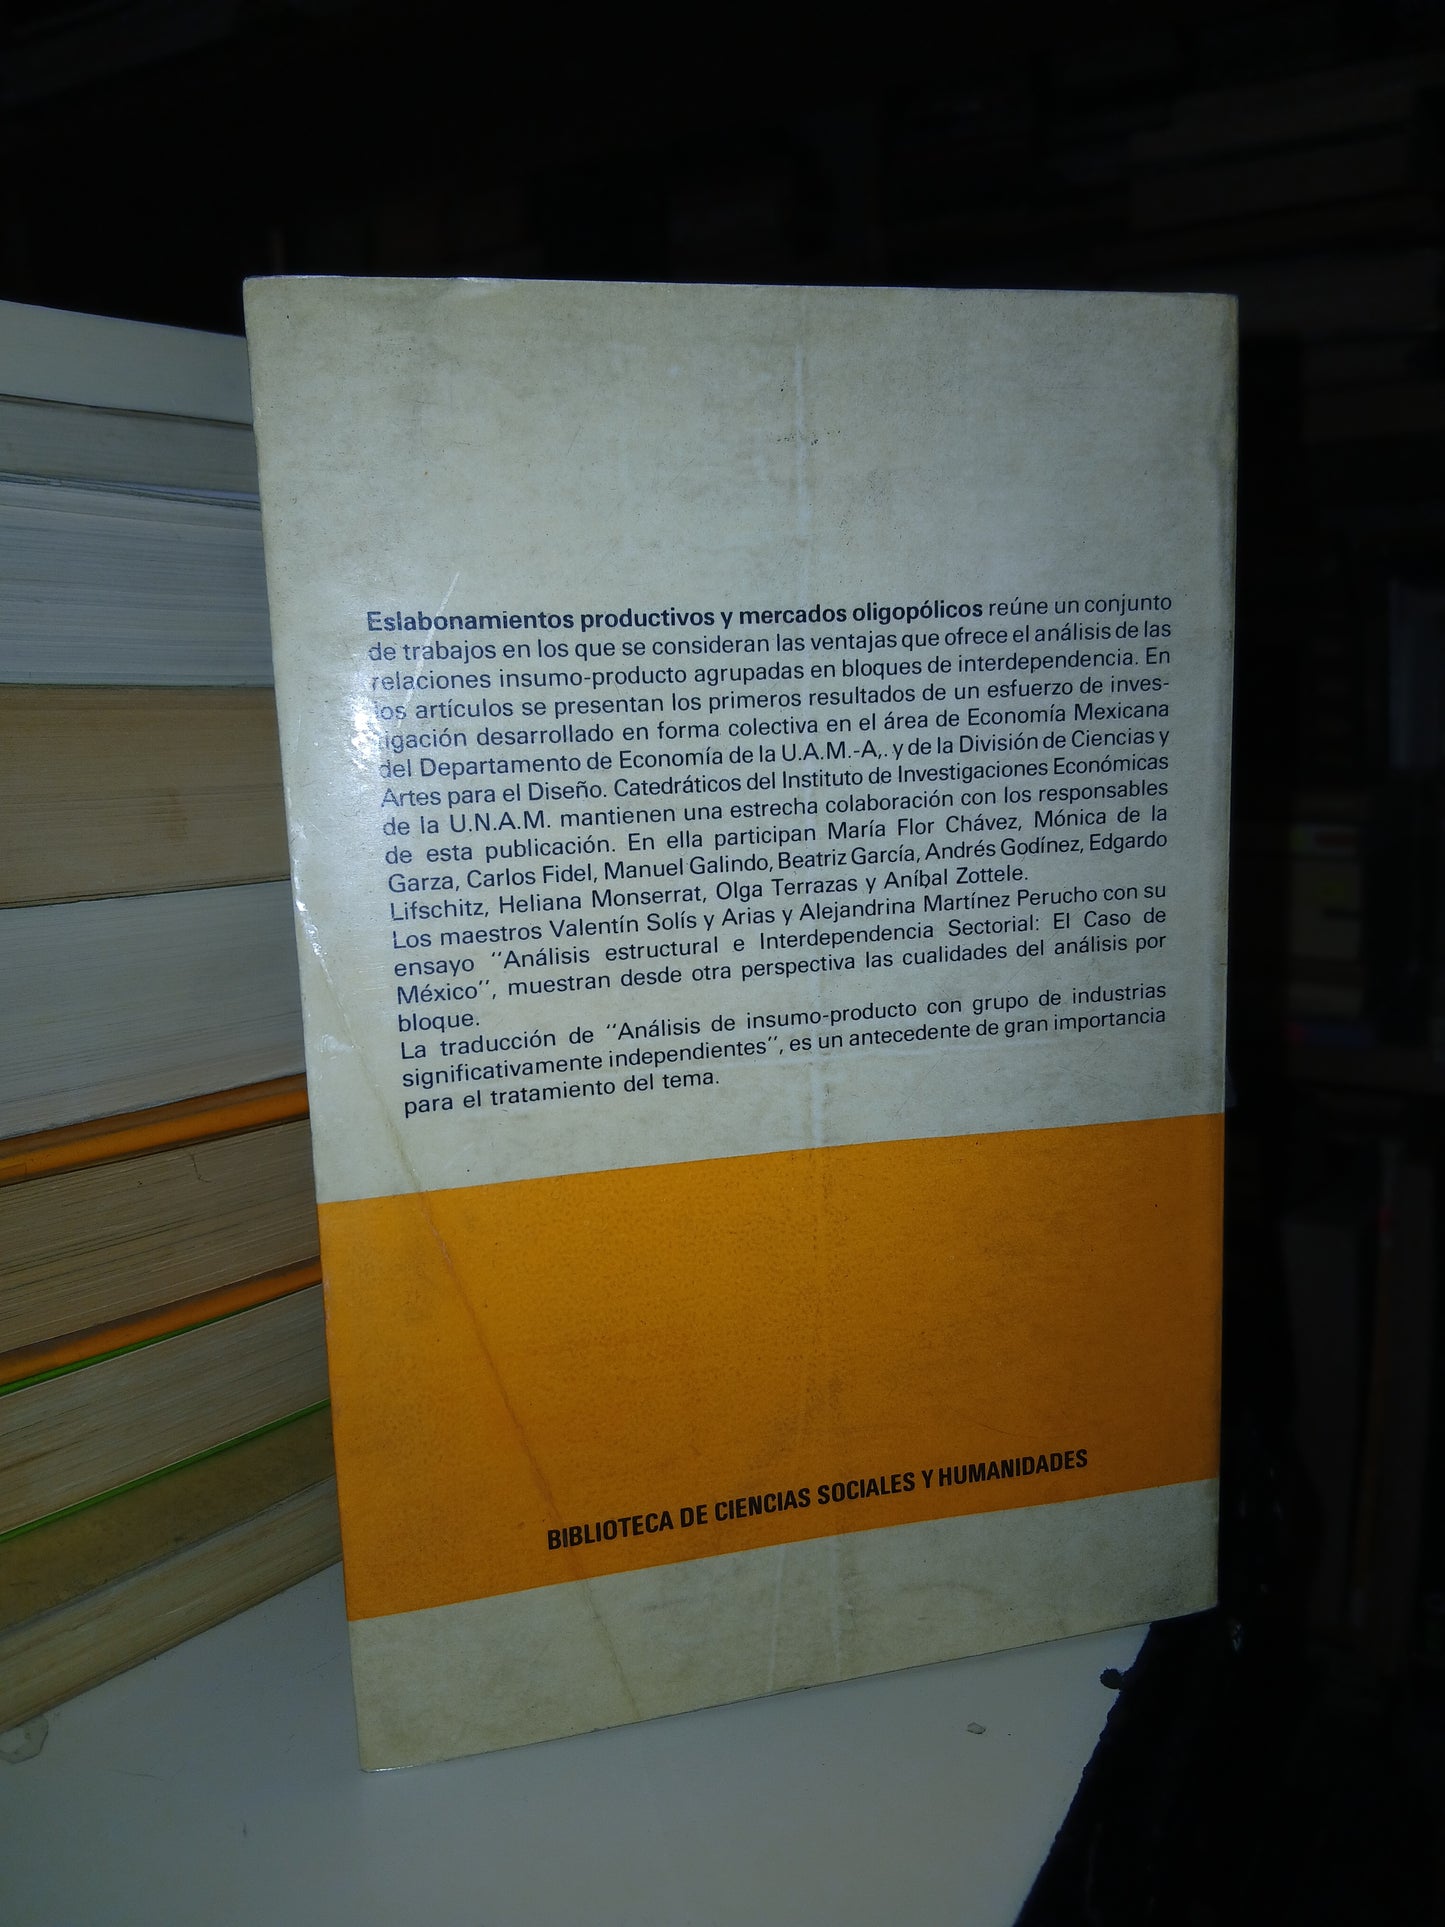 Eslabonamientos productivos y mercados oligopólicos reúne un conjunto
de trabajos en los que se consideran las ventajas que ofrece el análisis de las
relaciones insumo-producto agrupadas en bloques de interdependencia. En
los artículos se presentan los primeros resultados de un esfuerzo de inves-
tigación desarrollado en forma colectiva en el área de Economía Mexicana
del Departamento de Economía de la U.A.M.-A,. y de la División de Ciencias y
Artes para el Diseño. Catedráticos del Instituto de Investigaciones Económicas
de la U.N.A.M. mantienen una estrecha colaboración con los responsables
de esta publicación. En ella participan María Flor Chávez, Mónica de la
Garza, Carlos Fidel, Manuel Galindo, Beatriz García, Andrés Godínez, Edgardo
Lifschitz, Heliana Monserrat, Olga Terrazas y Aníbal Zottele.
Los maestros Valentín Solís y Arias y Alejandrina Martínez Perucho con su
ensayo "Análisis estructural e Interdependencia Sectorial: El Caso de
México", muestran desde otra perspectiva las cualidades del análisis por
bloque.
La traducción de "Análisis de insumo-producto con grupo de industrias
significativamente independientes", es un antecedente de gran importancia
para el tratamiento del tema.
BIBLIOTECA DE CIENCIAS SOCIALES Y HUMANIDADES